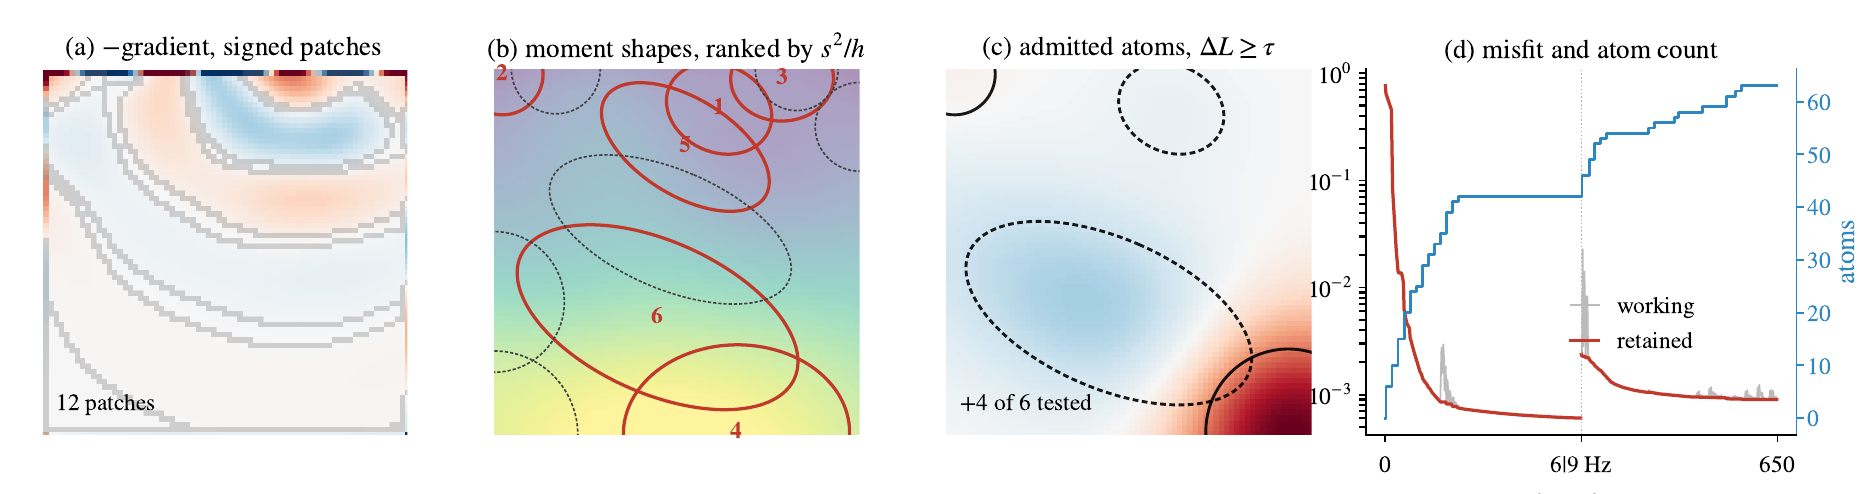 (a) −gradient, signed patches
12 patches
(b) moment shapes, ranked by s²/h
2
3
1
5
6
4
(c) admitted atoms, ΔL ≥ τ
+4 of 6 tested
(d) misfit and atom count
10⁰
10⁻¹
10⁻²
10⁻³
working
retained
60
50
40
30
20
10
0
atoms
0
6|9 Hz
650